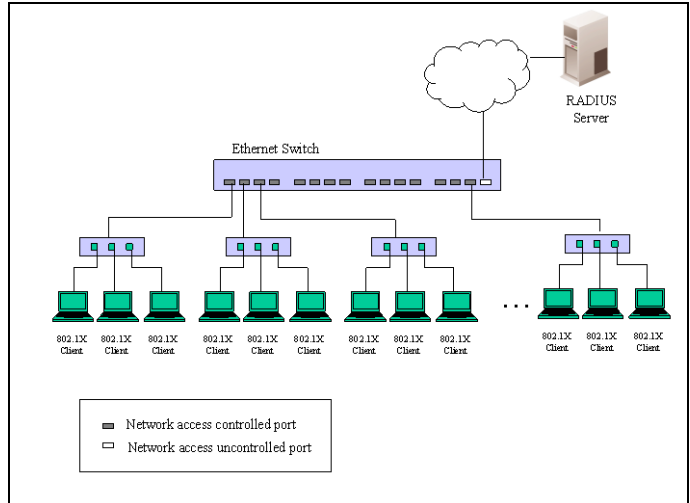 RADIUS
Server
Ethernet Switch
802.1X
Client
802.1X
Client
802.1X
Client
802.1X
Client
802.1X
Client
802.1X
Client
802.1X
Client
802.1X
Client
802.1X
Client
...
802.1X
Client
802.1X
Client
802.1X
Client
Network access controlled port
Network access uncontrolled port